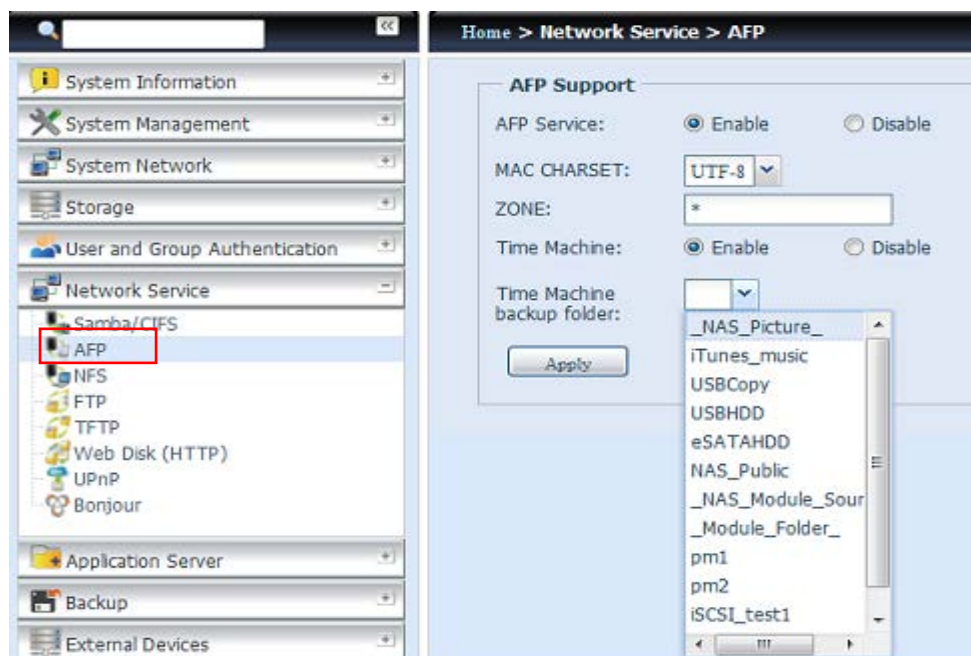 Home > Network Service > AFP
System Information
System Management
System Network
Storage
User and Group Authentication
Network Service
Samba/CIFS
AFP
NFS
FTP
TFTP
Web Disk (HTTP)
UPnP
Bonjour
Application Server
Backup
External Devices
AFP Support
AFP Service: Enable Disable
MAC CHARSET: UTF-8
ZONE: *
Time Machine: Enable Disable
Time Machine
backup folder:
_NAS_Picture_
iTunes_music
USBCopy
USBHDD
eSATAHDD
NAS_Public
_NAS_Module_Sour
_Module_Folder_
pm1
pm2
iSCSI_test1
Apply